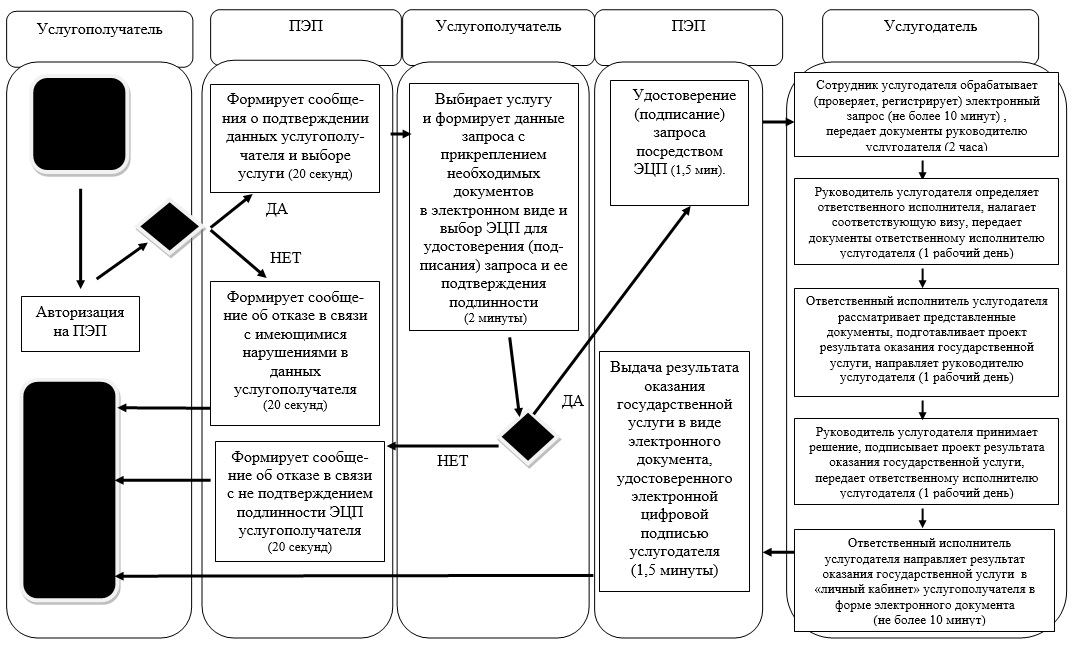 Услугополучатель
ПЭП
Услугополучатель
ПЭП
Услугодатель
Авторизация
на ПЭП
Формирует сообще-
ния о подтверждении
данных услугополу-
чателя и выборе
услуги (20 секунд)
ДА
НЕТ
Формирует сообще-
ние об отказе в связи
с имеющимися
нарушениями в
данных
услугополучателя
(20 секунд)
Формирует сообще-
ние об отказе в связи
с не подтверждением
подлинности ЭЦП
услугополучателя
(20 секунд)
Выбирает услугу
и формирует данные
запроса с
прикреплением
необходимых
документов
в электронном виде и
выбор ЭЦП для
удостоверения (под-
писания) запроса и ее
подтверждения
подлинности
(2 минуты)
ДА
НЕТ
Удостоверение
(подписание)
запроса
посредством
ЭЦП (1,5 мин).
Выдача результата
оказания
государственной
услуги в виде
электронного
документа,
удостоверенного
электронной
цифровой
подписью
услугодателя
(1,5 минуты)
Сотрудник услугодателя обрабатывает
(проверяет, регистрирует) электронный
запрос (не более 10 минут) ,
передает документы руководителю
услугодателя (2 часа)
Руководитель услугодателя определяет
ответственного исполнителя, налагает
соответствующую визу, передает
документы ответственному исполнителю
услугодателя (1 рабочий день)
Ответственный исполнитель услугодателя
рассматривает представленные
документы, подготавливает проект
результата оказания государственной
услуги, направляет руководителю
услугодателя (1 рабочий день)
Руководитель услугодателя принимает
решение, подписывает проект результата
оказания государственной услуги,
передает ответственному исполнителю
услугодателя (1 рабочий день)
Ответственный исполнитель
услугодателя направляет результат
оказания государственной услуги в
«личный кабинет» услугополучателя в
форме электронного документа
(не более 10 минут)